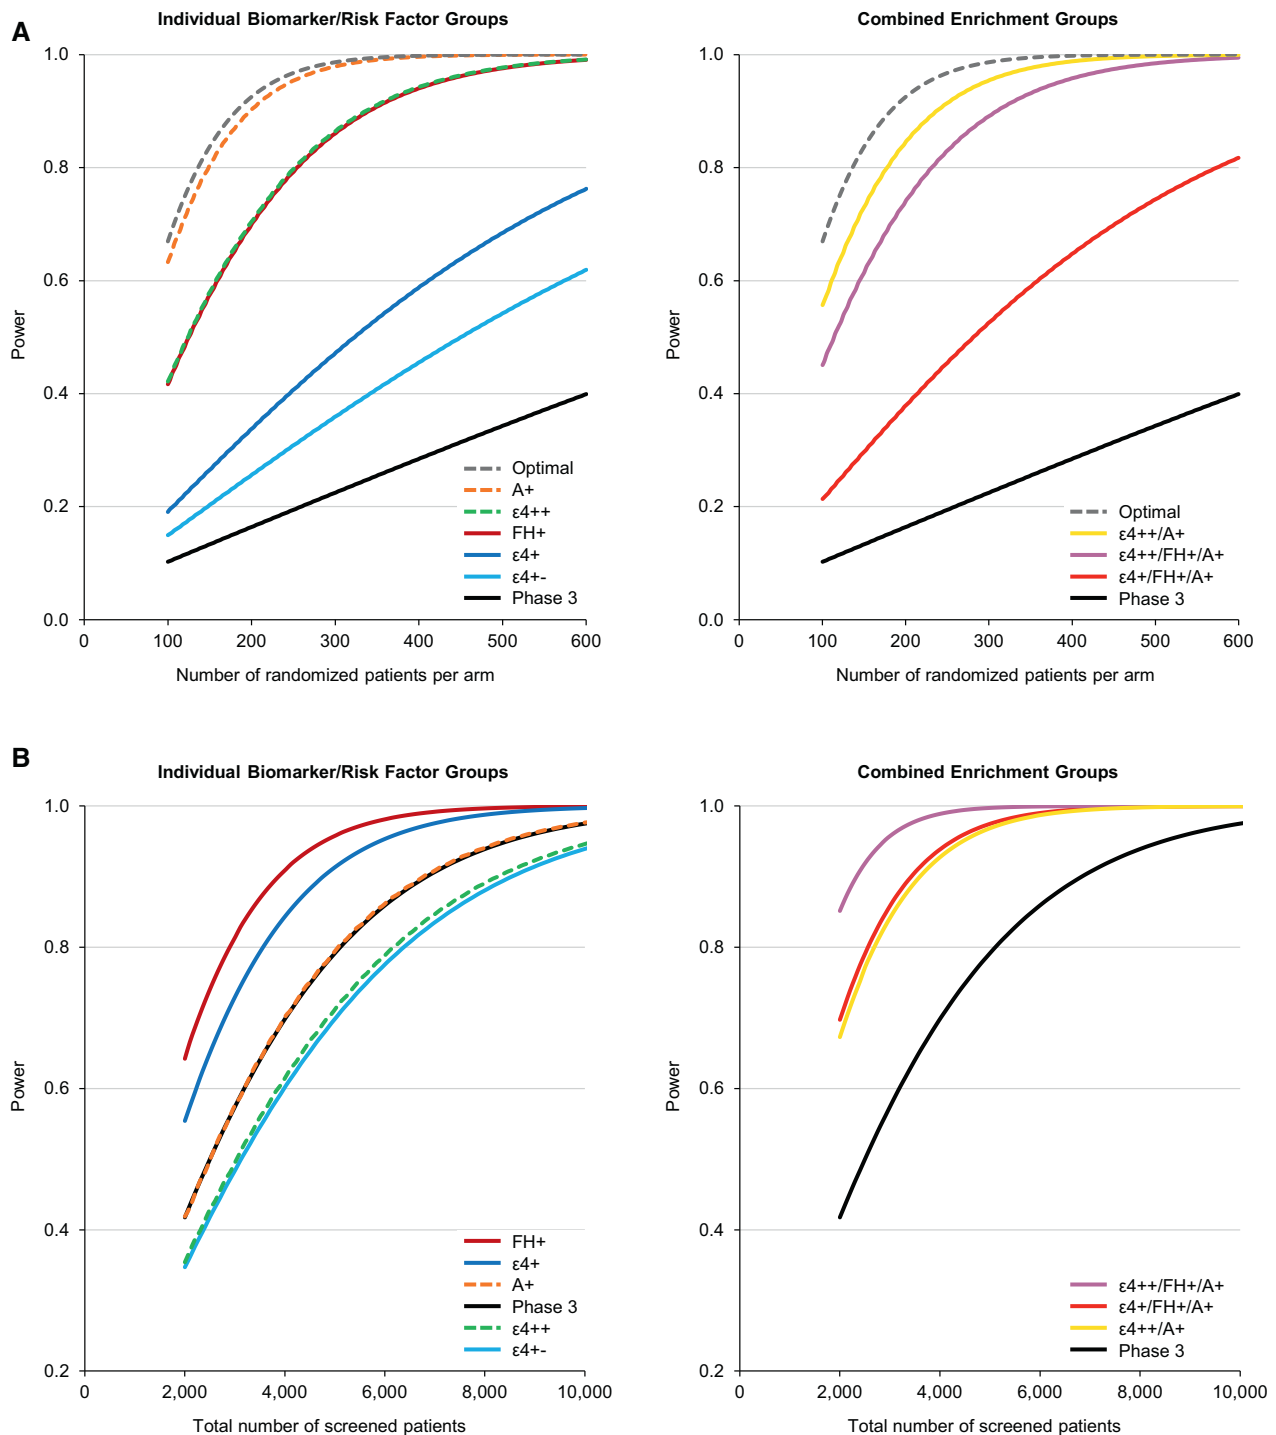 A
Individual Biomarker/Risk Factor Groups
1.0
0.8
0.6
0.4
0.2
0.0
Power
0 100 200 300 400 500 600
Number of randomized patients per arm
Optimal
A+
ε4++
FH+
ε4+
ε4+-
Phase 3
Combined Enrichment Groups
1.0
0.8
0.6
0.4
0.2
0.0
Power
0 100 200 300 400 500 600
Number of randomized patients per arm
Optimal
ε4++/A+
ε4++/FH+/A+
ε4+/FH+/A+
Phase 3
B
Individual Biomarker/Risk Factor Groups
1.0
0.8
0.6
0.4
0.2
Power
0 2,000 4,000 6,000 8,000 10,000
Total number of screened patients
FH+
ε4+
A+
Phase 3
ε4++
ε4+-
Combined Enrichment Groups
1.0
0.8
0.6
0.4
0.2
Power
0 2,000 4,000 6,000 8,000 10,000
Total number of screened patients
ε4++/FH+/A+
ε4+/FH+/A+
ε4++/A+
Phase 3